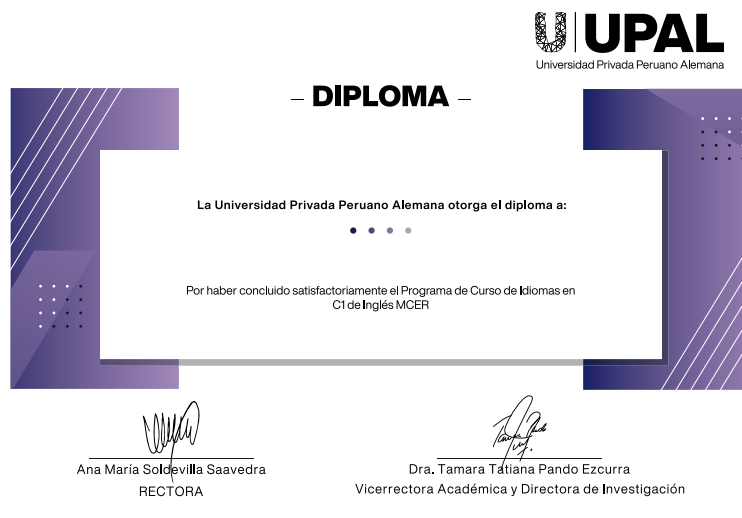 UPAL
Universidad Privada Peruano Alemana
– DIPLOMA –
La Universidad Privada Peruano Alemana otorga el diploma a:
Por haber concluido satisfactoriamente el Programa de Curso de Idiomas en
C1 de Inglés MCER
Ana María Soldevilla Saavedra
RECTORA
Dra. Tamara Tatiana Pando Ezcurra
Vicerrectora Académica y Directora de Investigación